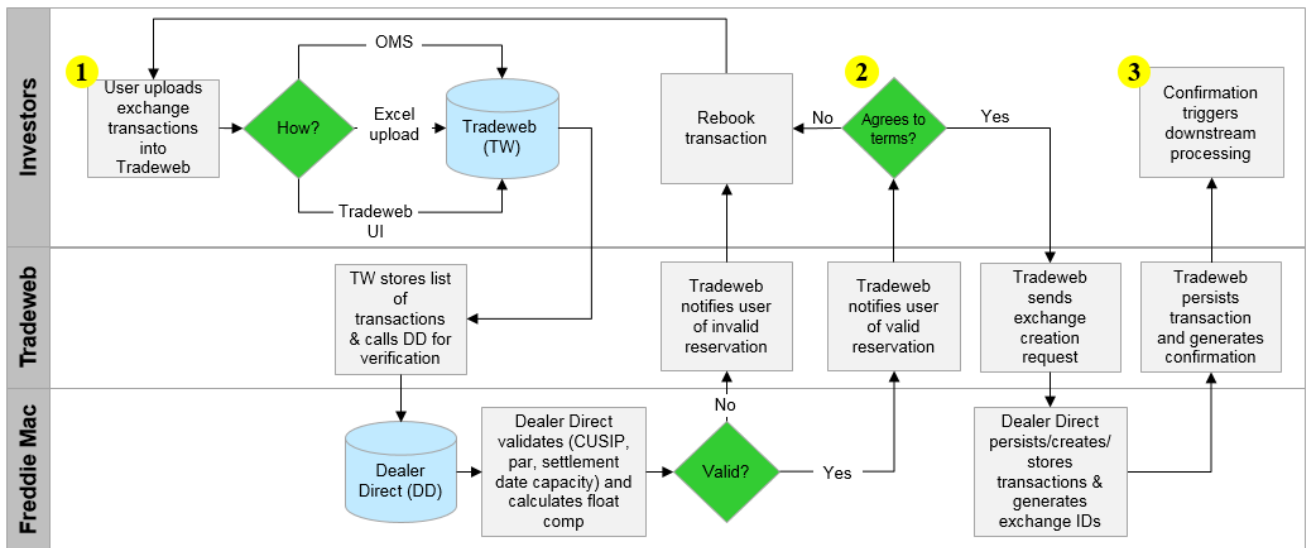 Investors
1
User uploads
exchange
transactions
into
Tradeweb
How?
OMS
Excel
upload
Tradeweb
UI
Tradeweb
(TW)
Rebook
transaction
No
2
Agrees to
terms?
Yes
3
Confirmation
triggers
downstream
processing
Tradeweb
TW stores list
of
transactions
& calls DD for
verification
Tradeweb
notifies user
of invalid
reservation
Tradeweb
notifies user
of valid
reservation
Tradeweb
sends
exchange
creation
request
Tradeweb
persists
transaction
and generates
confirmation
Freddie Mac
Dealer
Direct (DD)
Dealer Direct
validates (CUSIP,
par, settlement
date capacity) and
calculates float
comp
No
Valid?
Yes
Dealer Direct
persists/creates/
stores
transactions &
generates
exchange IDs